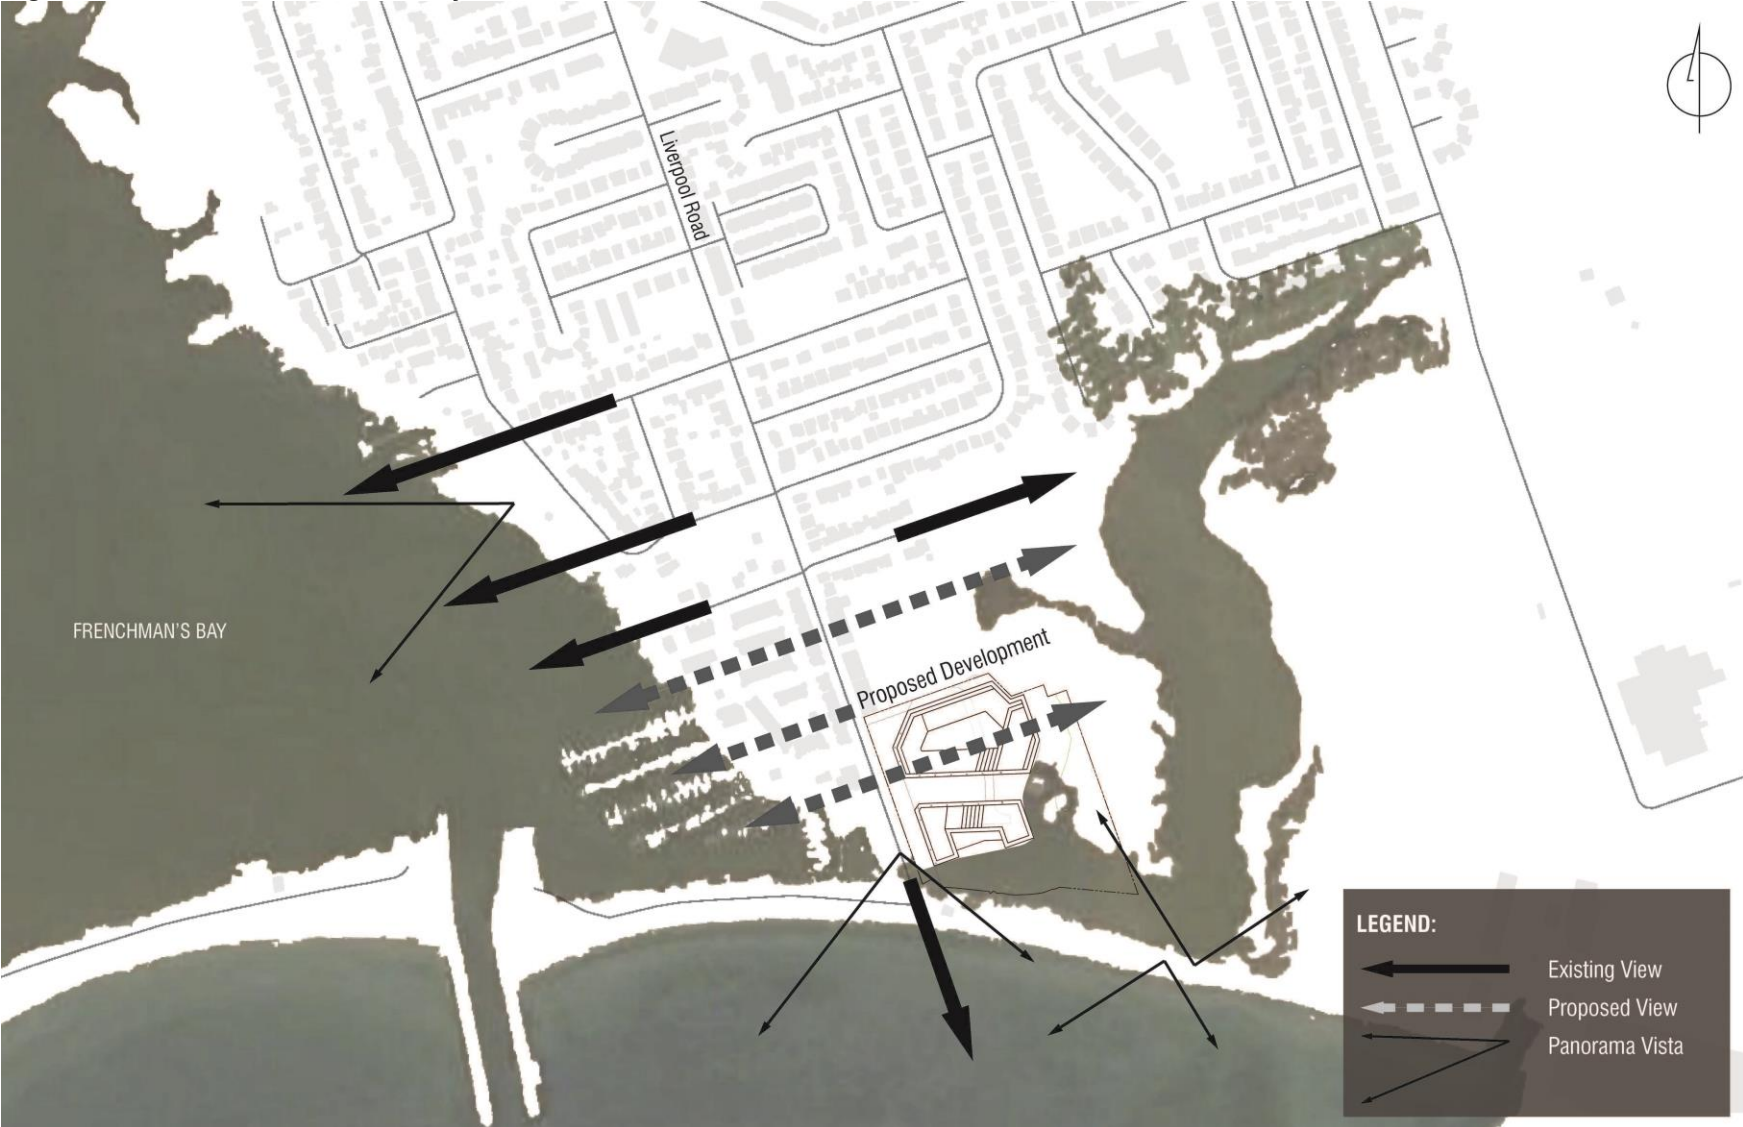 Liverpool Road
FRENCHMAN'S BAY
Proposed Development
LEGEND:
Existing View
Proposed View
Panorama Vista